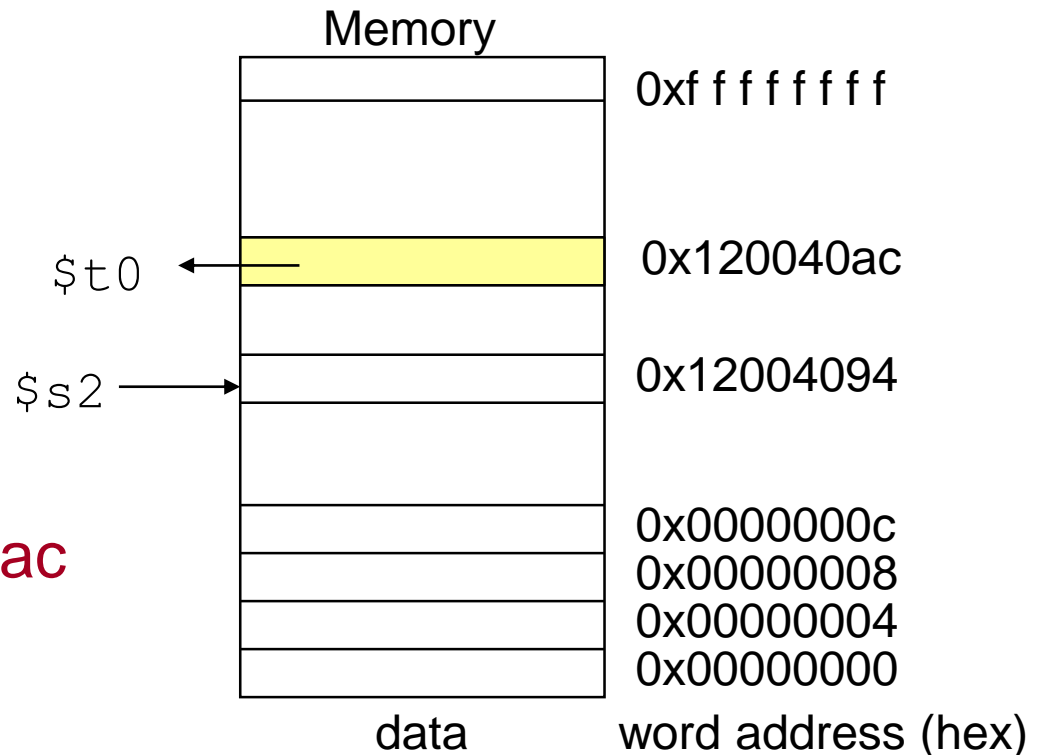 Memory
0xf f f f f f f f
$t0
0x120040ac
$s2
0x12004094
0x0000000c
ac
0x00000008
0x00000004
0x00000000
data
word address (hex)